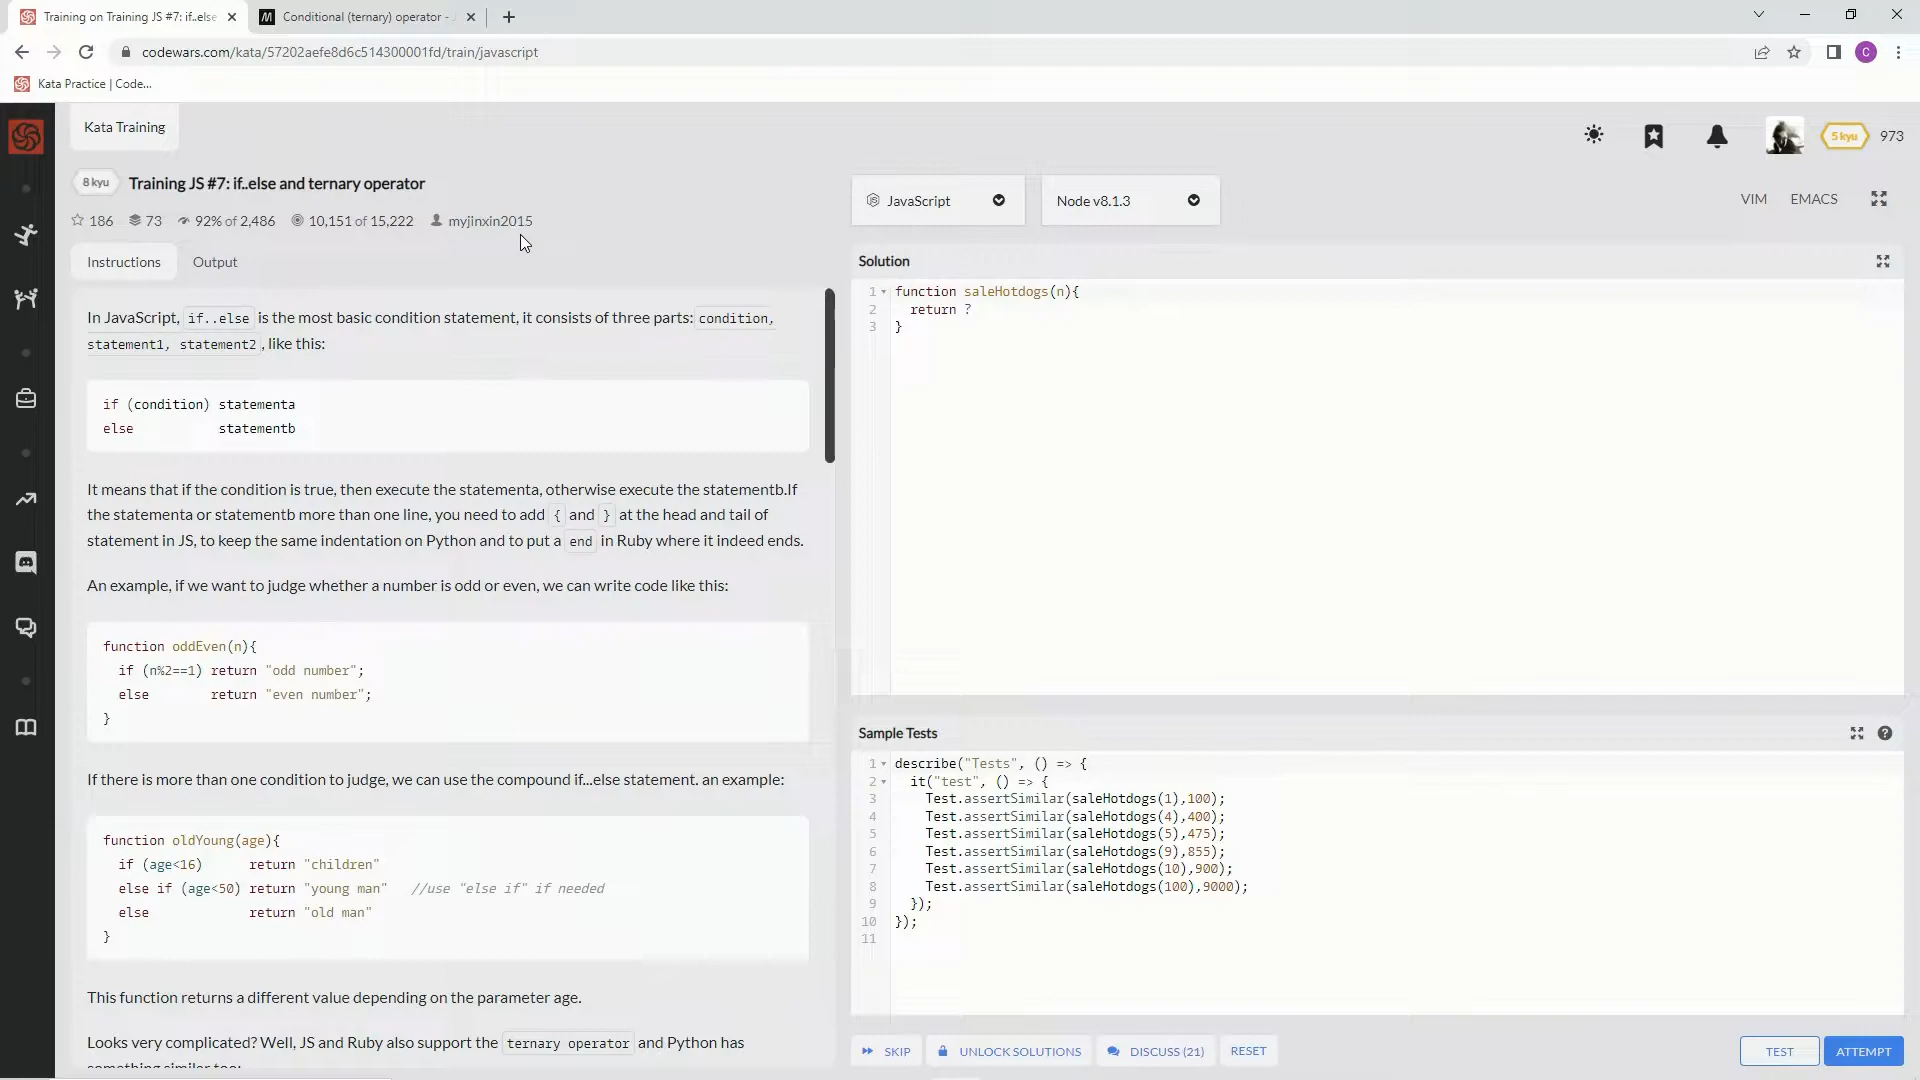 Training on Training JS #7: if..else
Conditional (ternary) operator -
codewars.com/kata/57202aefe8d6c514300001fd/train/javascript
C
Kata Practice | Code...
Kata Training
5 kyu 973
8 kyu Training JS #7: if..else and ternary operator
186 73 92% of 2,486 10,151 of 15,222 myjinxin2015
JavaScript
Node v8.1.3
VIM EMACS
Instructions Output
In JavaScript, if..else is the most basic condition statement, it consists of three parts: condition,
statement1, statement2 , like this:
if (condition) statementa
else statementb
It means that if the condition is true, then execute the statementa, otherwise execute the statementb.If
the statementa or statementb more than one line, you need to add { and } at the head and tail of
statement in JS, to keep the same indentation on Python and to put a end in Ruby where it indeed ends.
An example, if we want to judge whether a number is odd or even, we can write code like this:
function oddEven(n){
if (n%2==1) return "odd number";
else return "even number";
}
If there is more than one condition to judge, we can use the compound if...else statement. an example:
function oldYoung(age){
if (age<16) return "children"
else if (age<50) return "young man" //use "else if" if needed
else return "old man"
}
This function returns a different value depending on the parameter age.
Looks very complicated? Well, JS and Ruby also support the ternary operator and Python has
something similar too:
Solution
1 function saleHotdogs(n){
2 return ?
3 }
Sample Tests
1 describe("Tests", () => {
2 it("test", () => {
3 Test.assertSimilar(saleHotdogs(1),100);
4 Test.assertSimilar(saleHotdogs(4),400);
5 Test.assertSimilar(saleHotdogs(5),475);
6 Test.assertSimilar(saleHotdogs(9),855);
7 Test.assertSimilar(saleHotdogs(10),900);
8 Test.assertSimilar(saleHotdogs(100),9000);
9 });
10 });
11
SKIP UNLOCK SOLUTIONS DISCUSS (21) RESET
TEST ATTEMPT